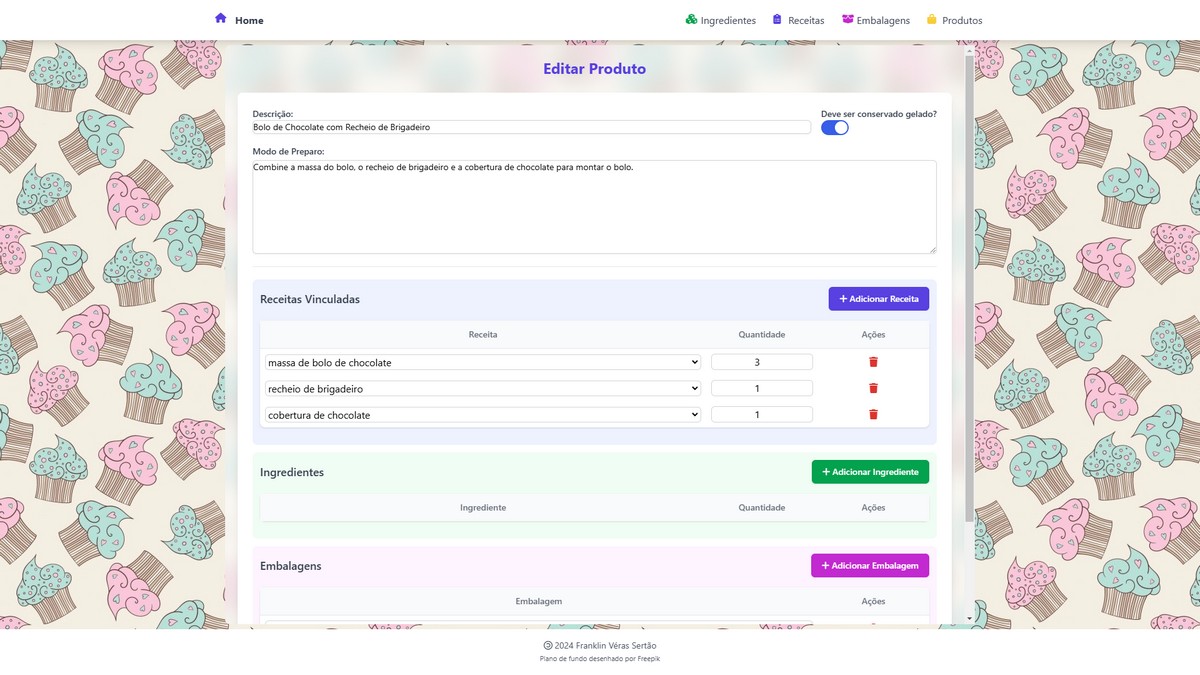 Home Ingredientes Receitas Embalagens Produtos
Editar Produto
Descrição: Deve ser conservado gelado?
Bolo de Chocolate com Recheio de Brigadeiro
Modo de Preparo:
Combine a massa do bolo, o recheio de brigadeiro e a cobertura de chocolate para montar o bolo.
Receitas Vinculadas + Adicionar Receita
Receita Quantidade Ações
massa de bolo de chocolate 3
recheio de brigadeiro 1
cobertura de chocolate 1
Ingredientes + Adicionar Ingrediente
Ingrediente Quantidade Ações
Embalagens + Adicionar Embalagem
Embalagem Ações
2024 Franklin Véras Sertão
Plano de fundo desenhado por Freepik